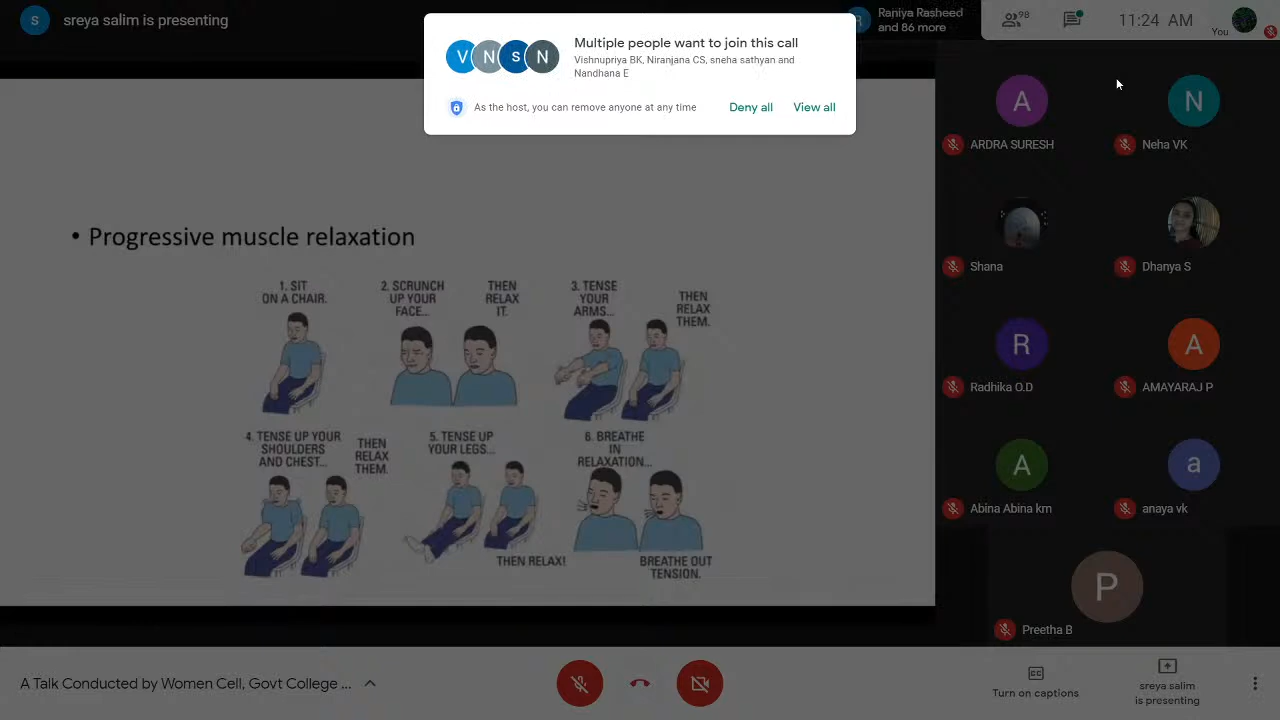 s
sreya salim is presenting
R
Raniya Rasheed
and 86 more
98
11:24 AM
You
V N S N
Multiple people want to join this call
Vishnupriya BK, Niranjana CS, sneha sathyan and
Nandhana E
As the host, you can remove anyone at any time
Deny all
View all
• Progressive muscle relaxation
1. SIT
ON A CHAIR.
2. SCRUNCH
UP YOUR
FACE...
THEN
RELAX
IT.
3. TENSE
YOUR
ARMS...
THEN
RELAX
THEM.
4. TENSE UP YOUR
SHOULDERS
AND CHEST...
THEN
RELAX
THEM.
5. TENSE UP
YOUR LEGS...
THEN RELAX!
6. BREATHE
IN
RELAXATION...
BREATHE OUT
TENSION.
A
ARDRA SURESH
N
Neha VK
Shana
Dhanya S
R
Radhika O.D
A
AMAYARAJ P
A
Abina Abina km
a
anaya vk
P
Preetha B
A Talk Conducted by Women Cell, Govt College ...
CC
Turn on captions
sreya salim
is presenting